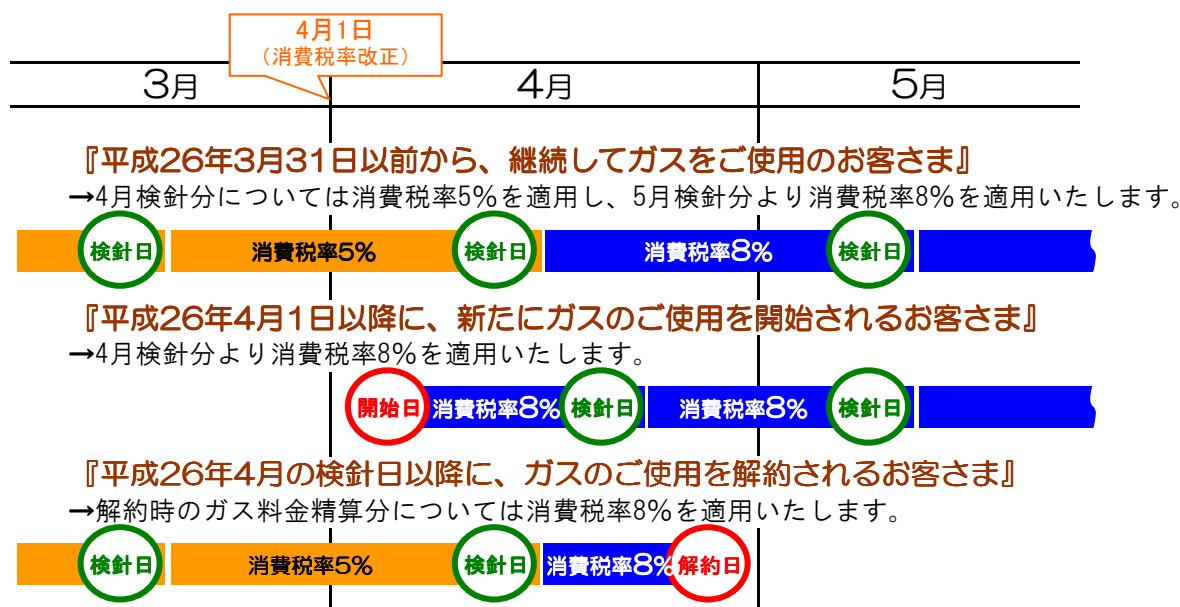 4月1日
（消費税率改正）
3月 4月 5月
『平成26年3月31日以前から、継続してガスをご使用のお客さま』
→4月検針分については消費税率5％を適用し、5月検針分より消費税率8％を適用いたします。
検針日 消費税率5% 検針日 消費税率8% 検針日
『平成26年4月1日以降に、新たにガスのご使用を開始されるお客さま』
→4月検針分より消費税率8％を適用いたします。
開始日 消費税率8% 検針日 消費税率8% 検針日
『平成26年4月の検針日以降に、ガスのご使用を解約されるお客さま』
→解約時のガス料金精算分については消費税率8％を適用いたします。
検針日 消費税率5% 検針日 消費税率8% 解約日